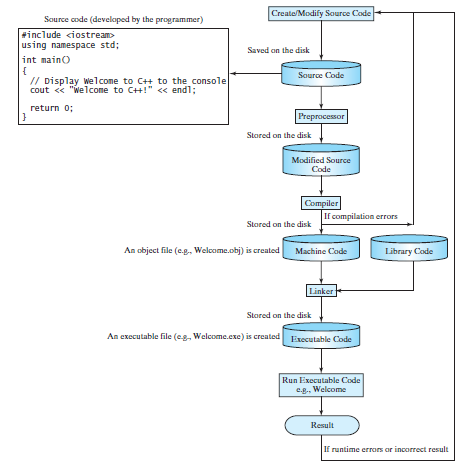 Source code (developed by the programmer)
#include <iostream>
using namespace std;
int main()
{
// Display Welcome to C++ to the console
cout << "Welcome to C++!" << endl;
return 0;
}
Create/Modify Source Code
Saved on the disk
Source Code
Preprocessor
Stored on the disk
Modified Source
Code
Compiler
If compilation errors
Stored on the disk
An object file (e.g., Welcome.obj) is created
Machine Code
Library Code
Linker
Stored on the disk
An executable file (e.g., Welcome.exe) is created
Executable Code
Run Executable Code
e.g., Welcome
Result
If runtime errors or incorrect result